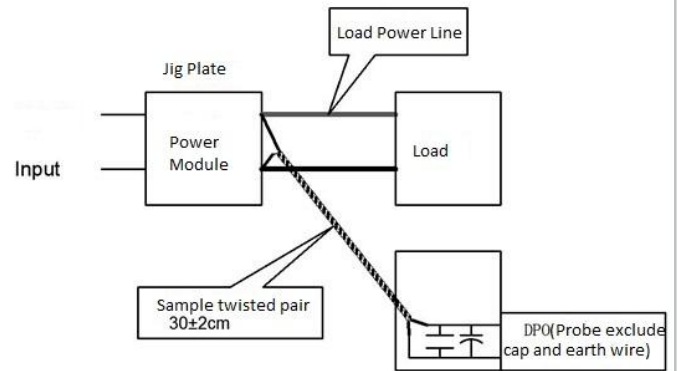 Load Power Line
Jig Plate
Power
Module
Load
Input
Sample twisted pair
30±2cm
DPO(Probe exclude
cap and earth wire)